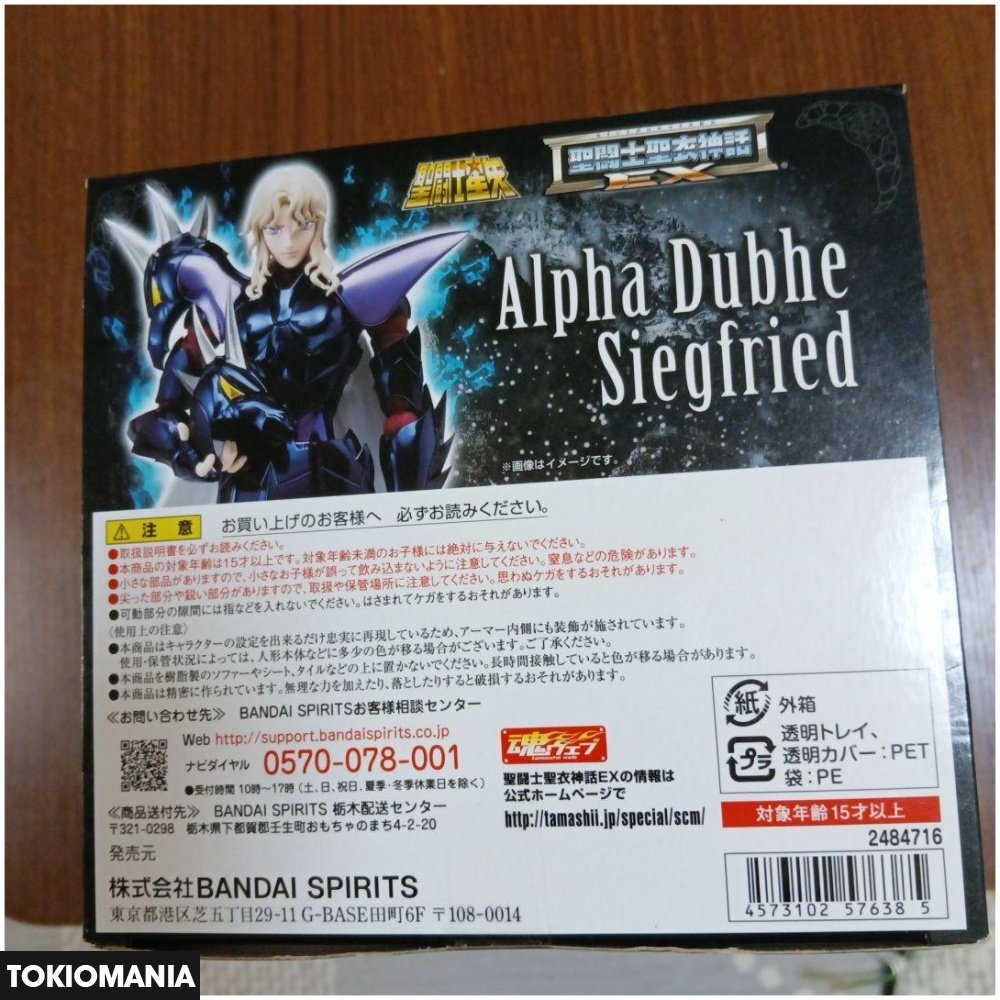 聖闘士星矢
聖闘士聖衣神話
EX
Alpha Dubhe
Siegfried
※画像はイメージです。
注意 お買い上げのお客様へ 必ずお読みください。
●取扱説明書を必ずお読みください。
●本商品の対象年齢は15才以上です。対象年齢未満のお子様には絶対に与えないでください。
●小さな部品がありますので、小さなお子様が誤って飲み込まないように注意してください。窒息などの危険があります。
●尖った部分や鋭い部分がありますので、取扱や保管場所に注意してください。思わぬケガをするおそれがあります。
●可動部分の隙間には指などを入れないでください。はさまれてケガをするおそれがあります。
〈使用上の注意〉
●本商品はキャラクターの設定を出来るだけ忠実に再現しているため、アーマー内側にも装飾が施されています。
使用・保管状況によっては、人形本体などに多少の色が移る場合がございます。ご了承ください。
●本商品を樹脂製のソファーやシート、タイルなどの上に置かないでください。長時間接触していると色が移る場合があります。
●本商品は精密に作られています。無理な力を加えたり、落としたりすると破損するおそれがあります。
≪お問い合わせ先≫ BANDAI SPIRITSお客様相談センター
Web http://support.bandaispirits.co.jp
ナビダイヤル 0570-078-001
●受付時間 10時〜17時（土、日、祝日、夏季・冬季休業日を除く）
≪商品送付先≫ BANDAI SPIRITS 栃木配送センター
〒321-0298 栃木県下都賀郡壬生町おもちゃのまち4-2-20
発売元
株式会社BANDAI SPIRITS
東京都港区芝五丁目29-11 G-BASE田町6F 〒108-0014
魂ウェブ
tamashii web
聖闘士聖衣神話EXの情報は
公式ホームページで
http://tamashii.jp/special/scm/
紙 外箱
プラ 透明トレイ、
透明カバー：PET
袋：PE
対象年齢15才以上
2484716
4573102 57638 5
TOKIOMANIA